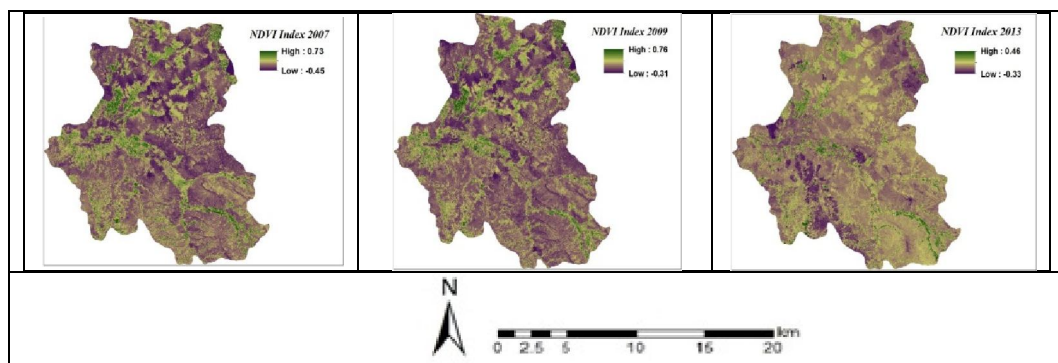 NDVI Index 2007
High : 0.73
Low : -0.45
NDVI Index 2009
High : 0.76
Low : -0.31
NDVI Index 2013
High : 0.46
Low : -0.33
N
km
0 2.5 5 10 15 20